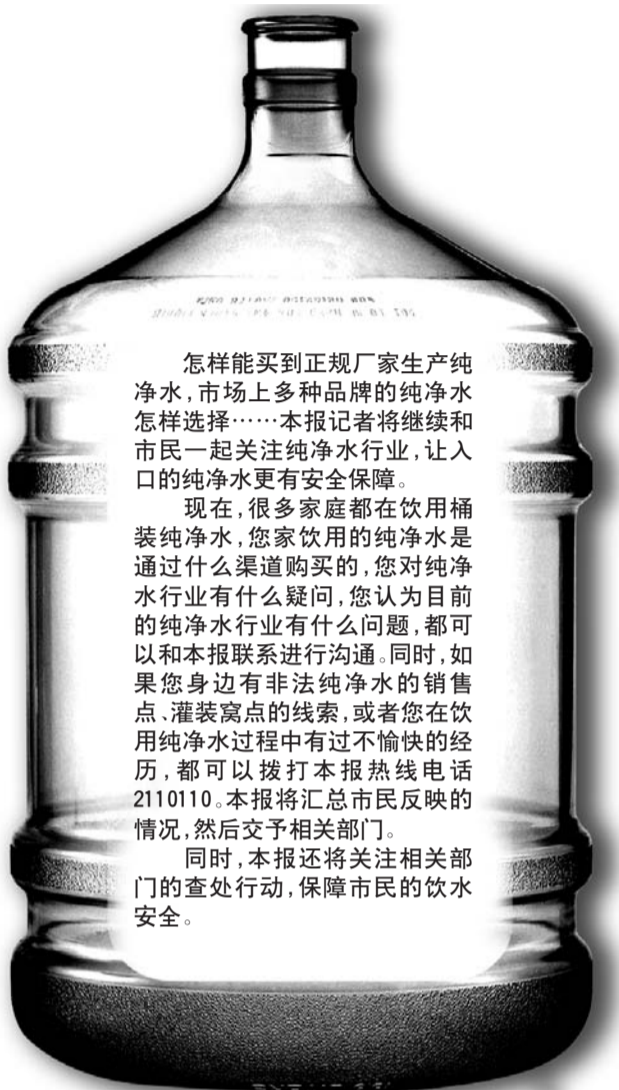 怎样能买到正规厂家生产纯
净水,市场上多种品牌的纯净水
怎样选择……本报记者将继续和
市民一起关注纯净水行业,让入
口的纯净水更有安全保障。
现在,很多家庭都在饮用桶
装纯净水,您家饮用的纯净水是
通过什么渠道购买的,您对纯净
水行业有什么疑问,您认为目前
的纯净水行业有什么问题,都可
以和本报联系进行沟通。同时,如
果您身边有非法纯净水的销售
点、灌装窝点的线索,或者您在饮
用纯净水过程中有过不愉快的经
历,都可以拨打本报热线电话
2110110。本报将汇总市民反映的
情况,然后交予相关部门。
同时,本报还将关注相关部
门的查处行动,保障市民的饮水
安全。